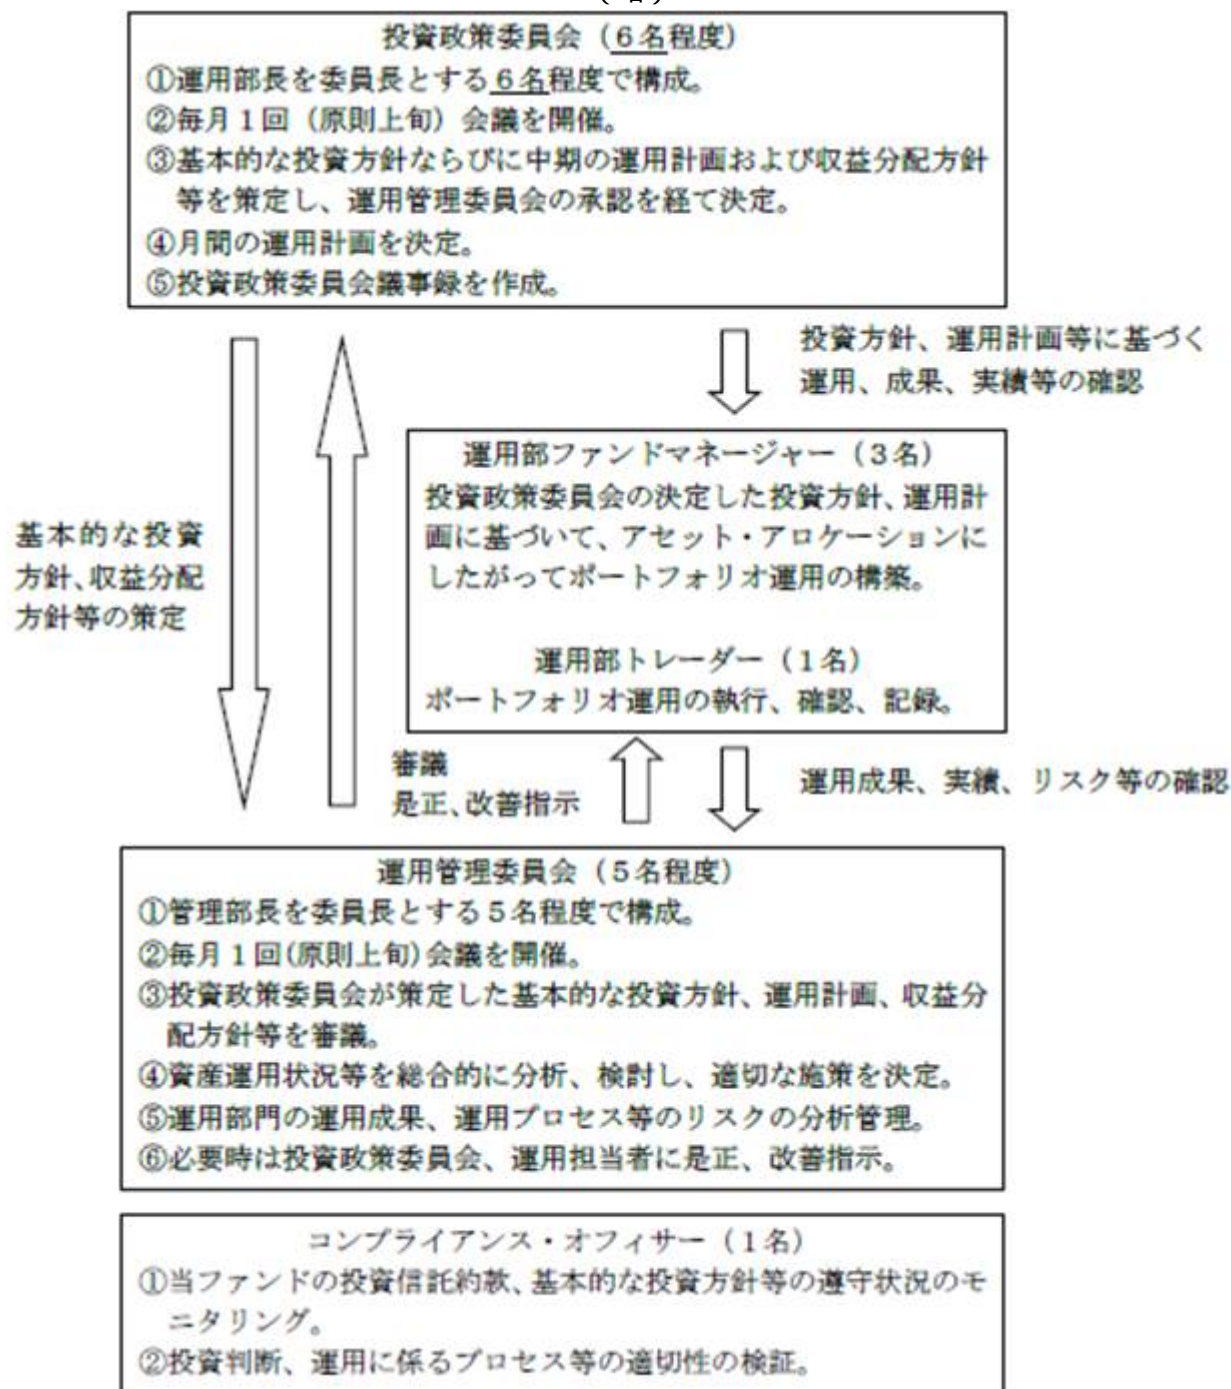 投資政策委員会（６名程度）
①運用部長を委員長とする６名程度で構成。
②毎月１回（原則上旬）会議を開催。
③基本的な投資方針ならびに中期の運用計画および収益分配方針
等を策定し、運用管理委員会の承認を経て決定。
④月間の運用計画を決定。
⑤投資政策委員会議事録を作成。
投資方針、運用計画等に基づく
運用、成果、実績等の確認
運用部ファンドマネージャー（３名）
投資政策委員会の決定した投資方針、運用計
画に基づいて、アセット・アロケーションに
したがってポートフォリオ運用の構築。
運用部トレーダー（１名）
ポートフォリオ運用の執行、確認、記録。
基本的な投資
方針、収益分配
方針等の策定
審議
是正、改善指示
運用成果、実績、リスク等の確認
運用管理委員会（５名程度）
①管理部長を委員長とする５名程度で構成。
②毎月１回（原則上旬）会議を開催。
③投資政策委員会が策定した基本的な投資方針、運用計画、収益分
配方針等を審議。
④資産運用状況等を総合的に分析、検討し、適切な施策を決定。
⑤運用部門の運用成果、運用プロセス等のリスクの分析管理。
⑥必要時は投資政策委員会、運用担当者に是正、改善指示。
コンプライアンス・オフィサー（１名）
①当ファンドの投資信託約款、基本的な投資方針等の遵守状況のモ
ニタリング。
②投資判断、運用に係るプロセス等の適切性の検証。